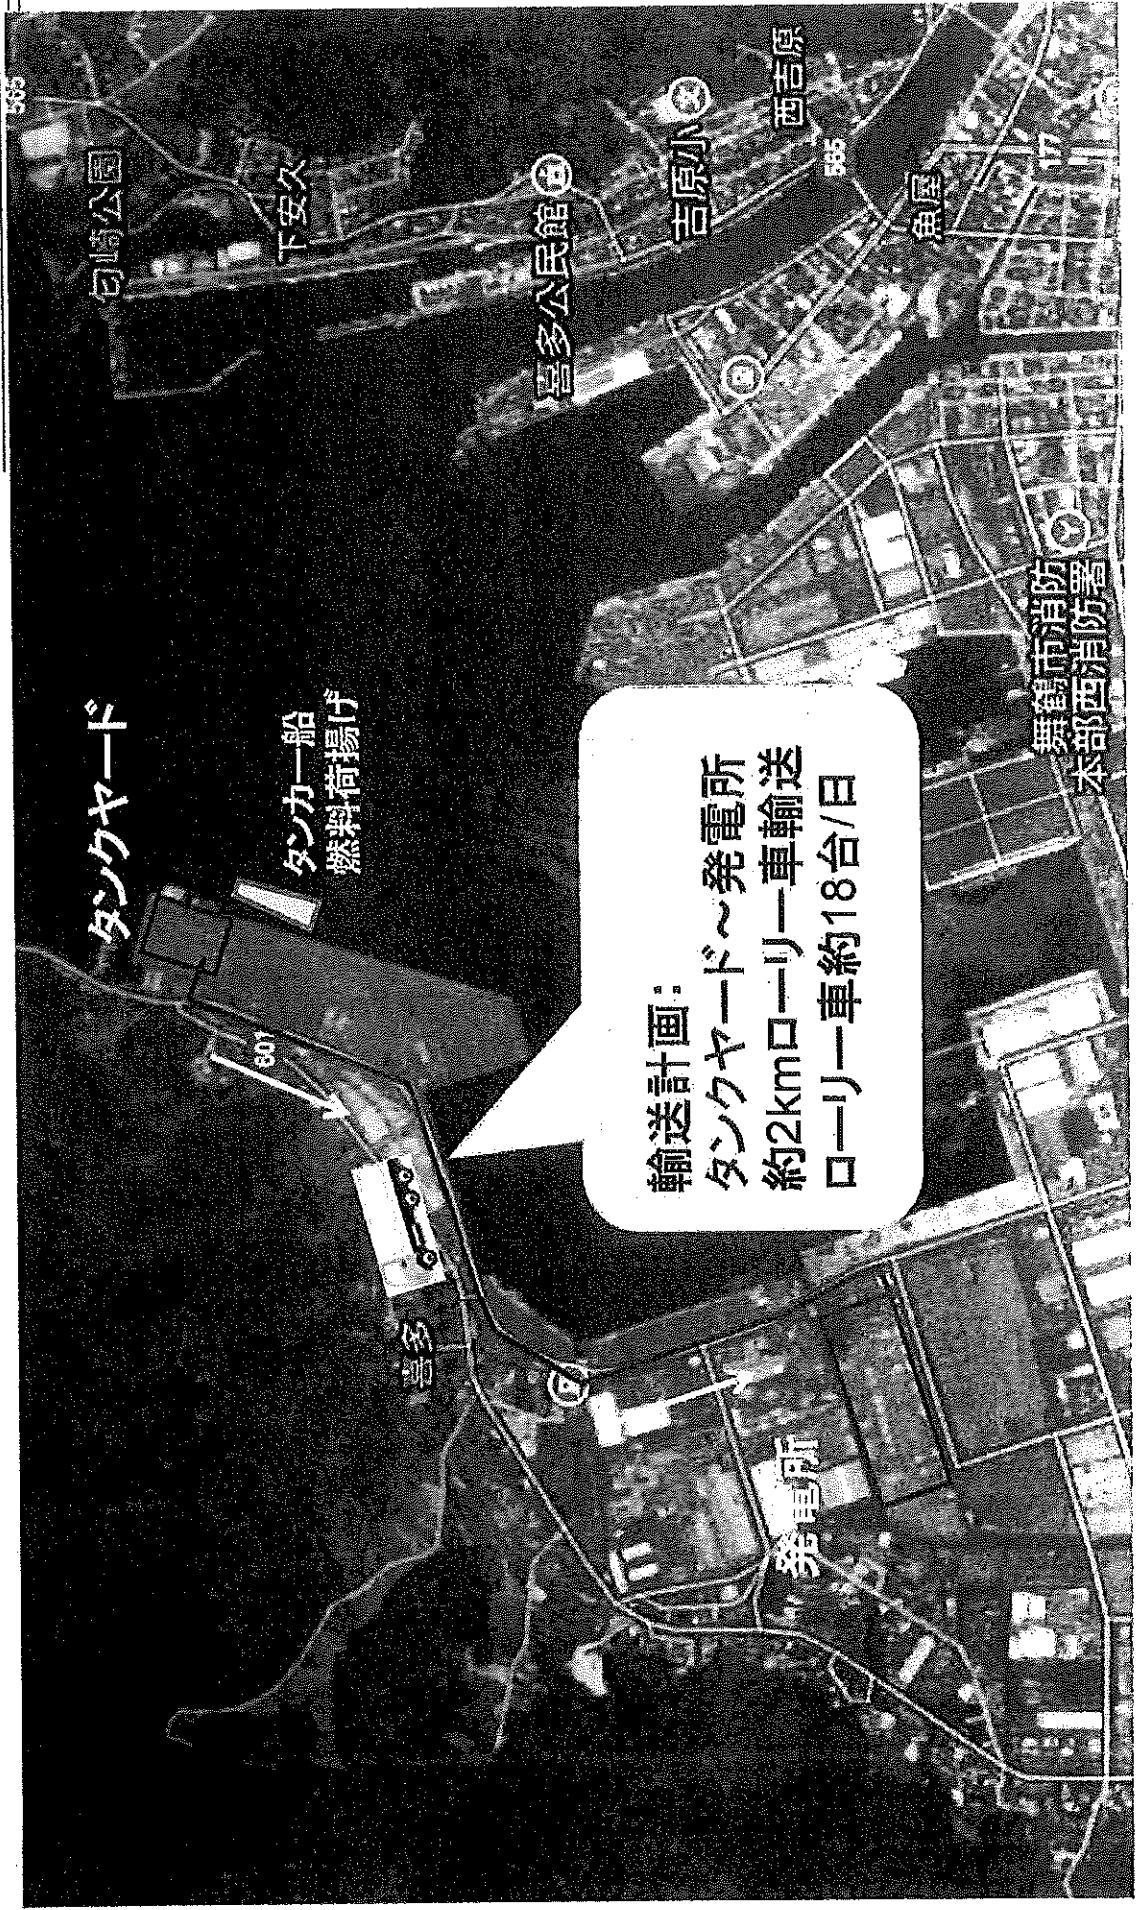 タンクヤード
タンカー船
燃料荷揚げ
匂崎公園
565
下安久
喜多公民館
吉原小
文
西吉原
565
魚屋
177
601
喜多
輸送計画：
タンクヤード～発電所
約2kmローリー車輸送
ローリー車約18台/日
発電所
舞鶴市消防
本部西消防署